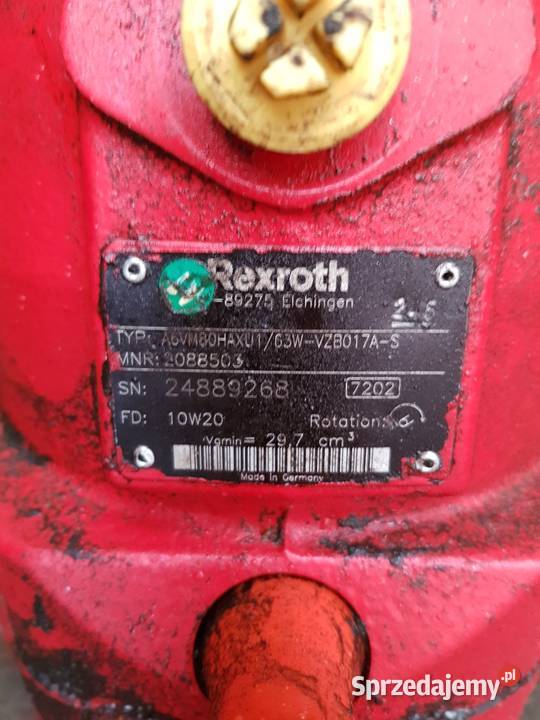 Rexroth
-89275 Elchingen
2-5
TYP: A6VM80HAXU1/63W-VZB017A-S
MNR: 2088503
SN: 24889268 7202
FD: 10W20 Rotation:
Vgmin= 29.7 cm³
Made in Germany
Sprzedajemy.pl